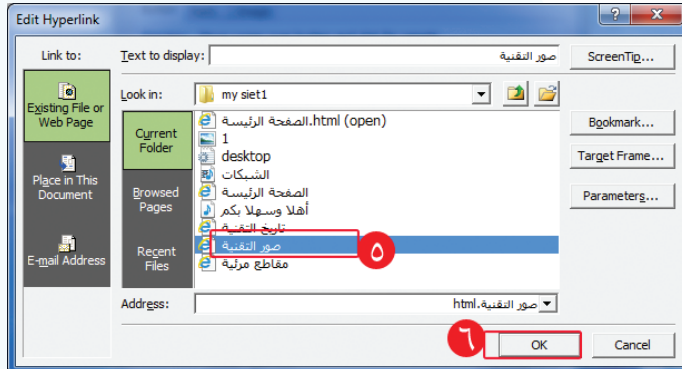 Edit Hyperlink
Link to:
Text to display:
صور التقنية
ScreenTip...
Existing File or
Web Page
Place in This
Document
E-mail Address
Look in:
my siet1
Current
Folder
Browsed
Pages
Recent
Files
الصفحة الرئيسة.html (open)
1
desktop
الشبكات
الصفحة الرئيسة
أهلا وسهلا بكم
تاريخ التقنية
صور التقنية
مقاطع مرئية
٥
Bookmark...
Target Frame...
Parameters...
Address:
صور التقنية.html
٦
OK
Cancel